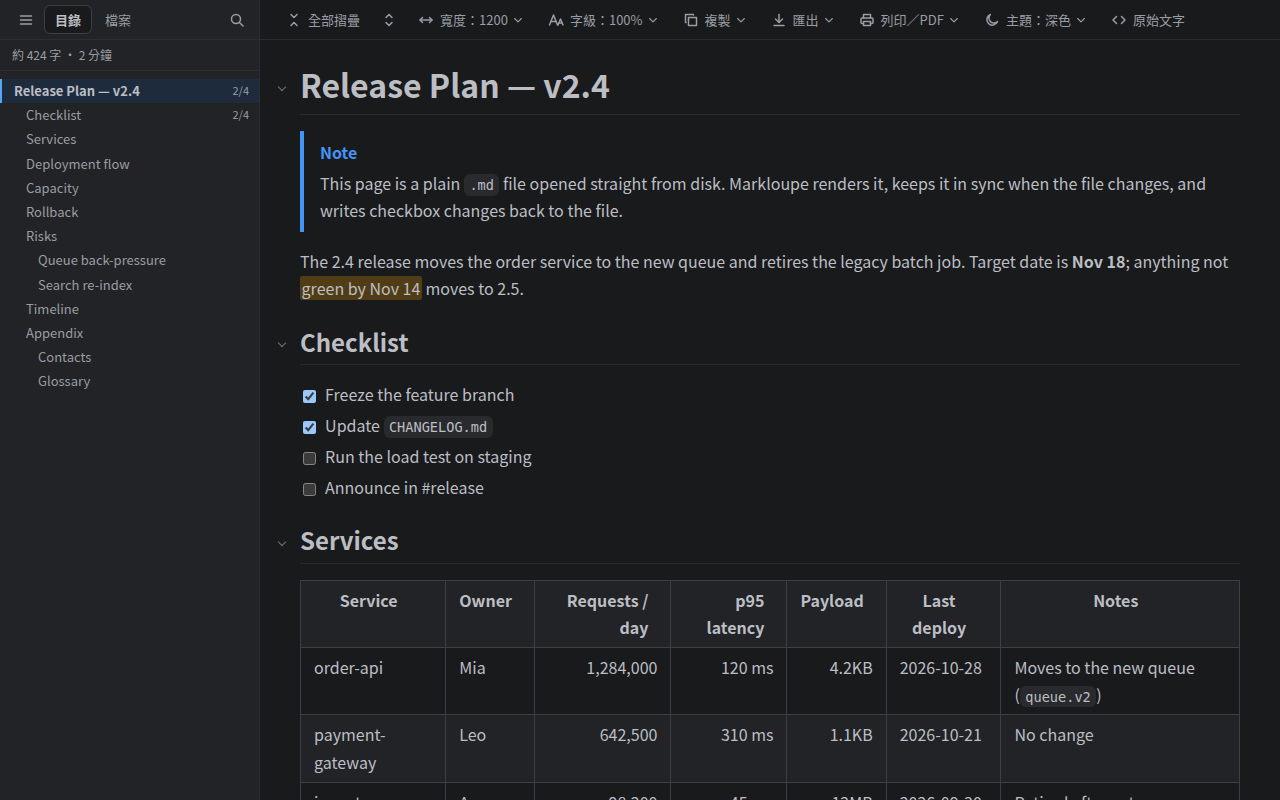 目錄
檔案
全部摺疊
寬度：1200
字級：100%
複製
匯出
列印／PDF
主題：深色
原始文字
約 424 字 · 2 分鐘
Release Plan — v2.4 2/4
Checklist 2/4
Services
Deployment flow
Capacity
Rollback
Risks
Queue back-pressure
Search re-index
Timeline
Appendix
Contacts
Glossary
Release Plan — v2.4
Note
This page is a plain .md file opened straight from disk. Markloupe renders it, keeps it in sync when the file changes, and
writes checkbox changes back to the file.
The 2.4 release moves the order service to the new queue and retires the legacy batch job. Target date is Nov 18; anything not
green by Nov 14 moves to 2.5.
Checklist
Freeze the feature branch
Update CHANGELOG.md
Run the load test on staging
Announce in #release
Services
Service Owner Requests / day p95 latency Payload Last deploy Notes
order-api Mia 1,284,000 120 ms 4.2KB 2026-10-28 Moves to the new queue (queue.v2)
payment-gateway Leo 642,500 310 ms 1.1KB 2026-10-21 No change